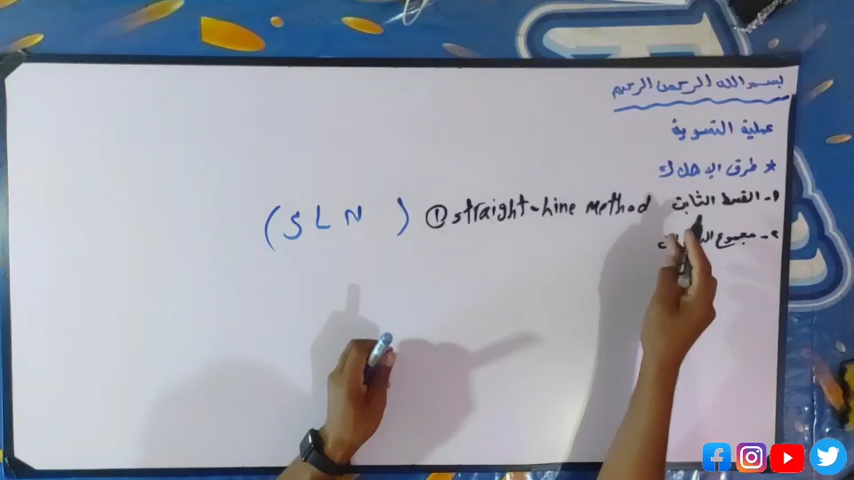 بسم الله الرحمن الرحيم
عملية التسوية
* طرق الإهلاك
١- القسط الثابت ① straight-Line Method (SLN)
٢- مجموع